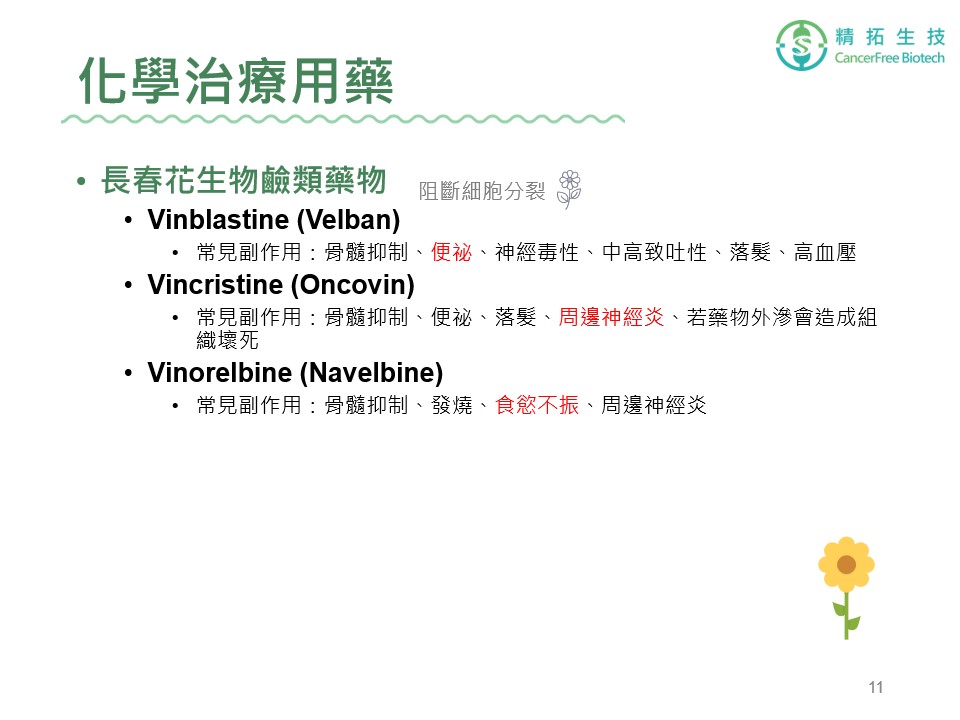 精拓生技
CancerFree Biotech
化學治療用藥
• 長春花生物鹼類藥物 阻斷細胞分裂
• Vinblastine (Velban)
• 常見副作用：骨髓抑制、便祕、神經毒性、中高致吐性、落髮、高血壓
• Vincristine (Oncovin)
• 常見副作用：骨髓抑制、便祕、落髮、周邊神經炎、若藥物外滲會造成組
織壞死
• Vinorelbine (Navelbine)
• 常見副作用：骨髓抑制、發燒、食慾不振、周邊神經炎
11